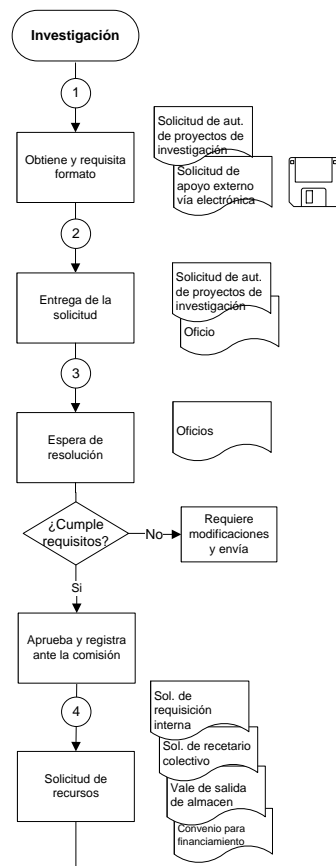 Investigación
1
Obtiene y requisita
formato
Solicitud de aut.
de proyectos de
investigación
Solicitud de
apoyo externo
vía electrónica
2
Entrega de la
solicitud
Solicitud de aut.
de proyectos de
investigación
Oficio
3
Espera de
resolución
Oficios
¿Cumple
requisitos?
No
Requiere
modificaciones
y envía
Si
Aprueba y registra
ante la comisión
4
Solicitud de
recursos
Sol. de
requisición
interna
Sol. de recetario
colectivo
Vale de salida
de almacen
Convenio para
financiamiento